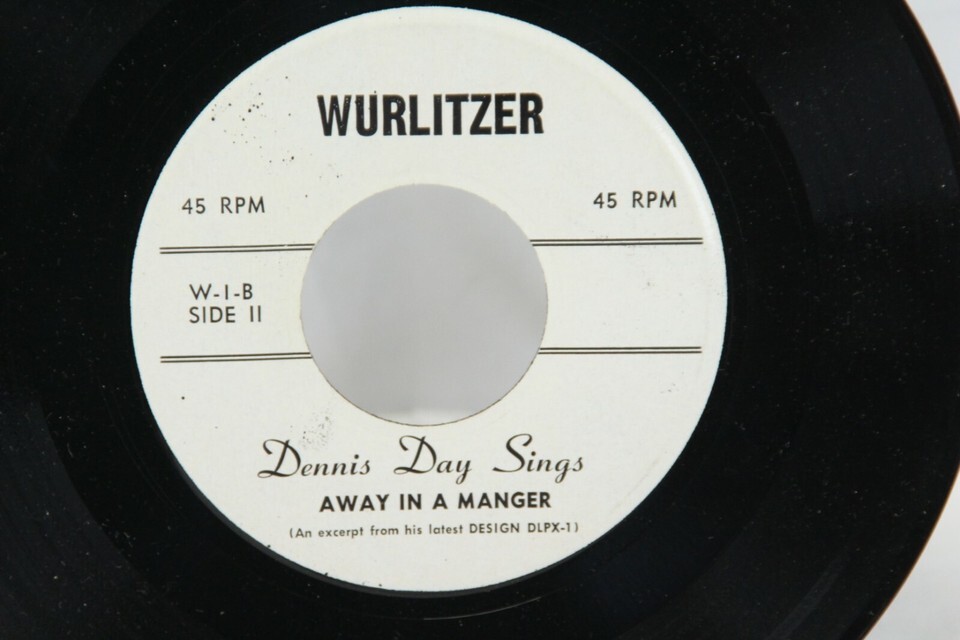 WURLITZER
45 RPM
45 RPM
W-1-B
SIDE II
Dennis Day Sings
AWAY IN A MANGER
(An excerpt from his latest DESIGN DLPX-1)